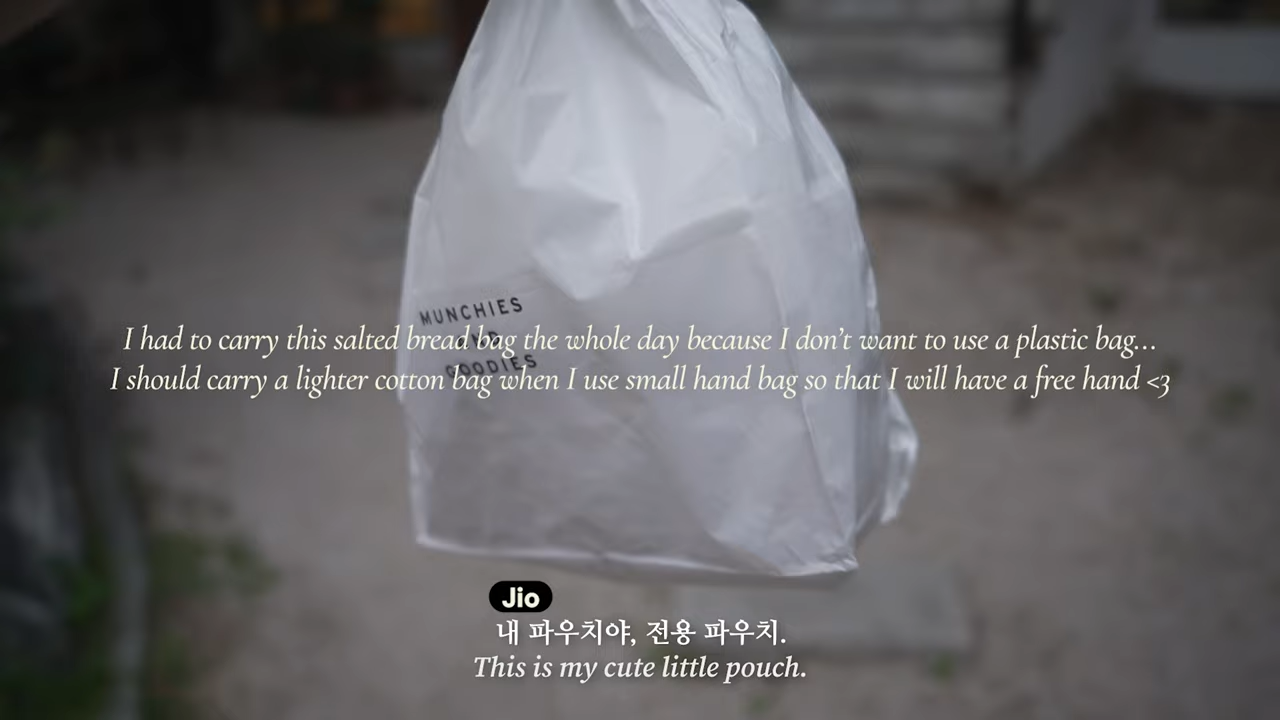 MUNCHIES
GOODIES
I had to carry this salted bread bag the whole day because I don't want to use a plastic bag...
I should carry a lighter cotton bag when I use small hand bag so that I will have a free hand <3
Jio
내 파우치야, 전용 파우치.
This is my cute little pouch.